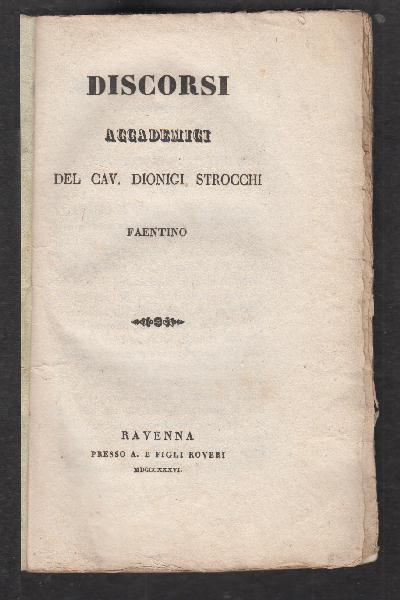 DISCORSI
ACCADEMICI
DEL CAV. DIONIGI STROCCHI
FAENTINO
RAVENNA
PRESSO A. E FIGLI ROVERI
MDCCCXXXVI.